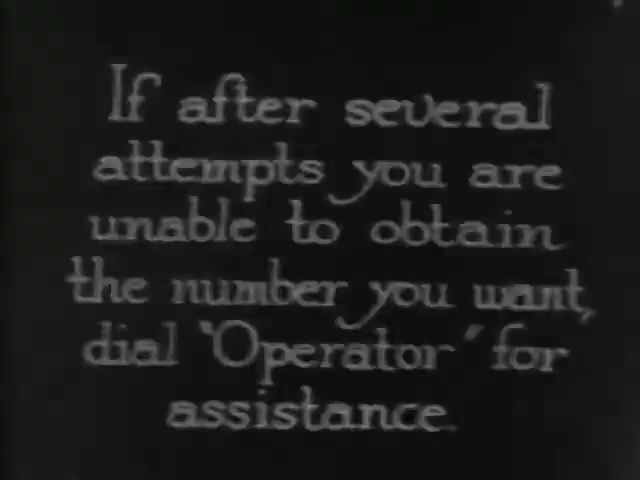 If after several
attempts you are
unable to obtain
the number you want,
dial "Operator" for
assistance.